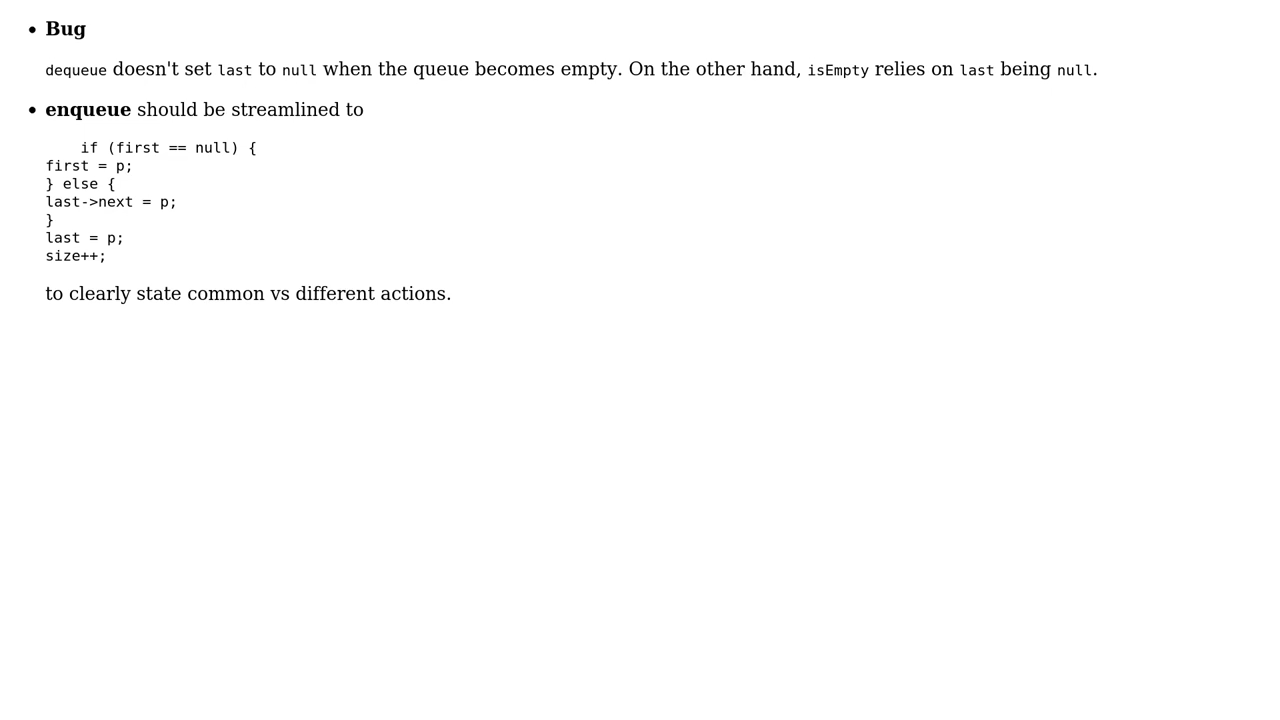 • Bug
dequeue doesn't set last to null when the queue becomes empty. On the other hand, isEmpty relies on last being null.
• enqueue should be streamlined to
    if (first == null) {
first = p;
} else {
last->next = p;
}
last = p;
size++;
to clearly state common vs different actions.